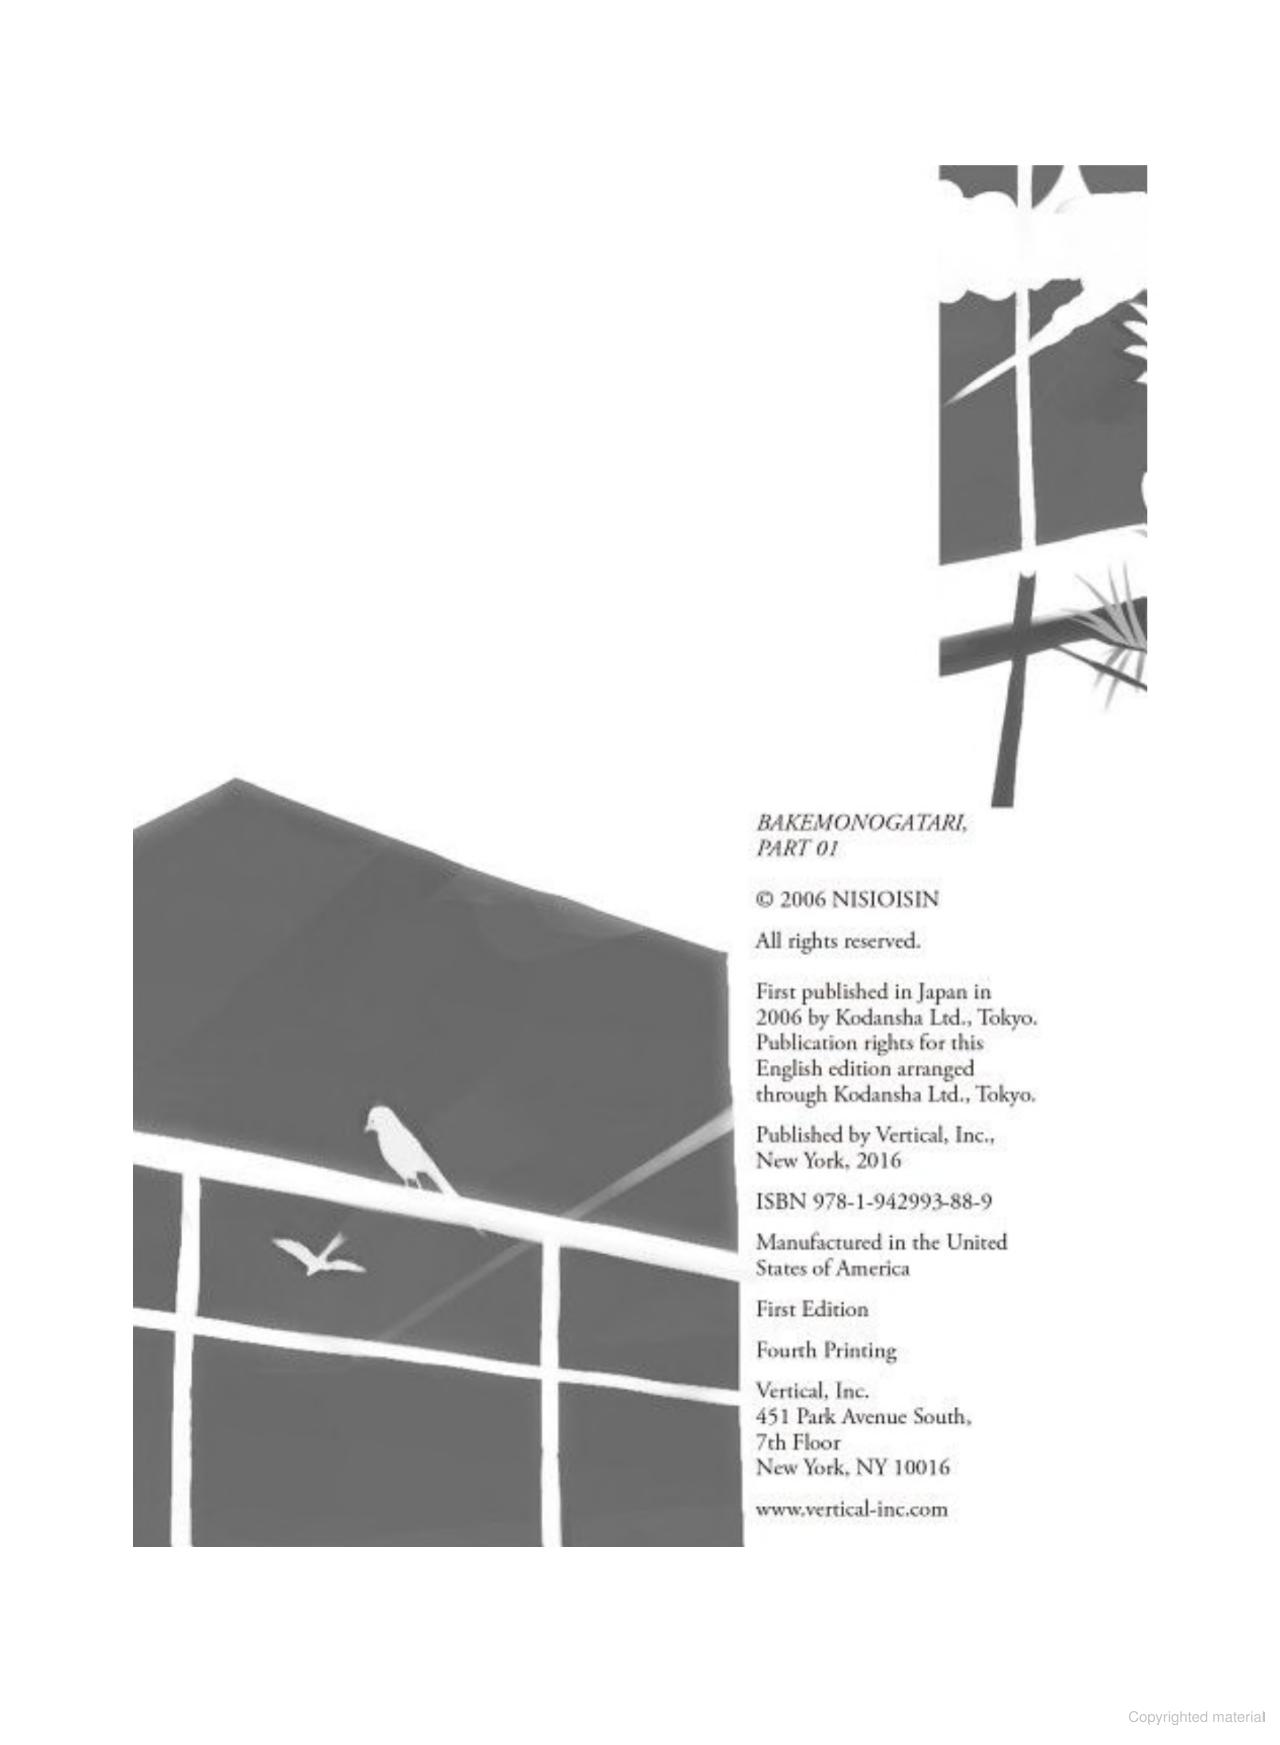 BAKEMONOGATARI,
PART 01
© 2006 NISIOISIN
All rights reserved.
First published in Japan in
2006 by Kodansha Ltd., Tokyo.
Publication rights for this
English edition arranged
through Kodansha Ltd., Tokyo.
Published by Vertical, Inc.,
New York, 2016
ISBN 978-1-942993-88-9
Manufactured in the United
States of America
First Edition
Fourth Printing
Vertical, Inc.
451 Park Avenue South,
7th Floor
New York, NY 10016
www.vertical-inc.com
Copyrighted material